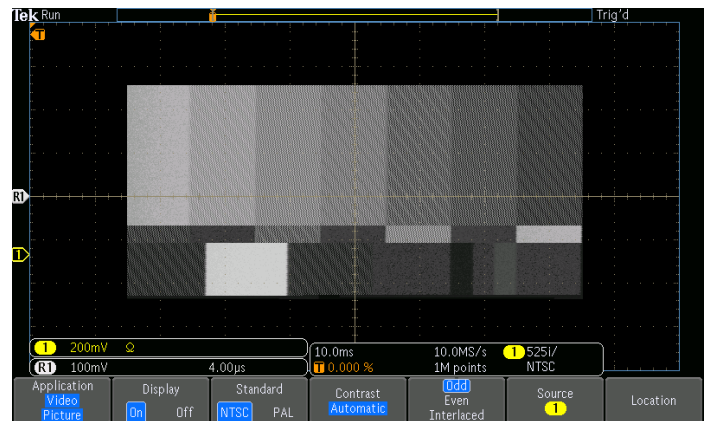 Tek Run Trig'd
T
T
R1
1
1 200mV Ω
R1 100mV 4.00µs
10.0ms 10.0MS/s 1 525i/
T 0.000 % 1M points NTSC
Application
Video
Picture
Display
On Off
Standard
NTSC PAL
Contrast
Automatic
Odd
Even
Interlaced
Source
1
Location